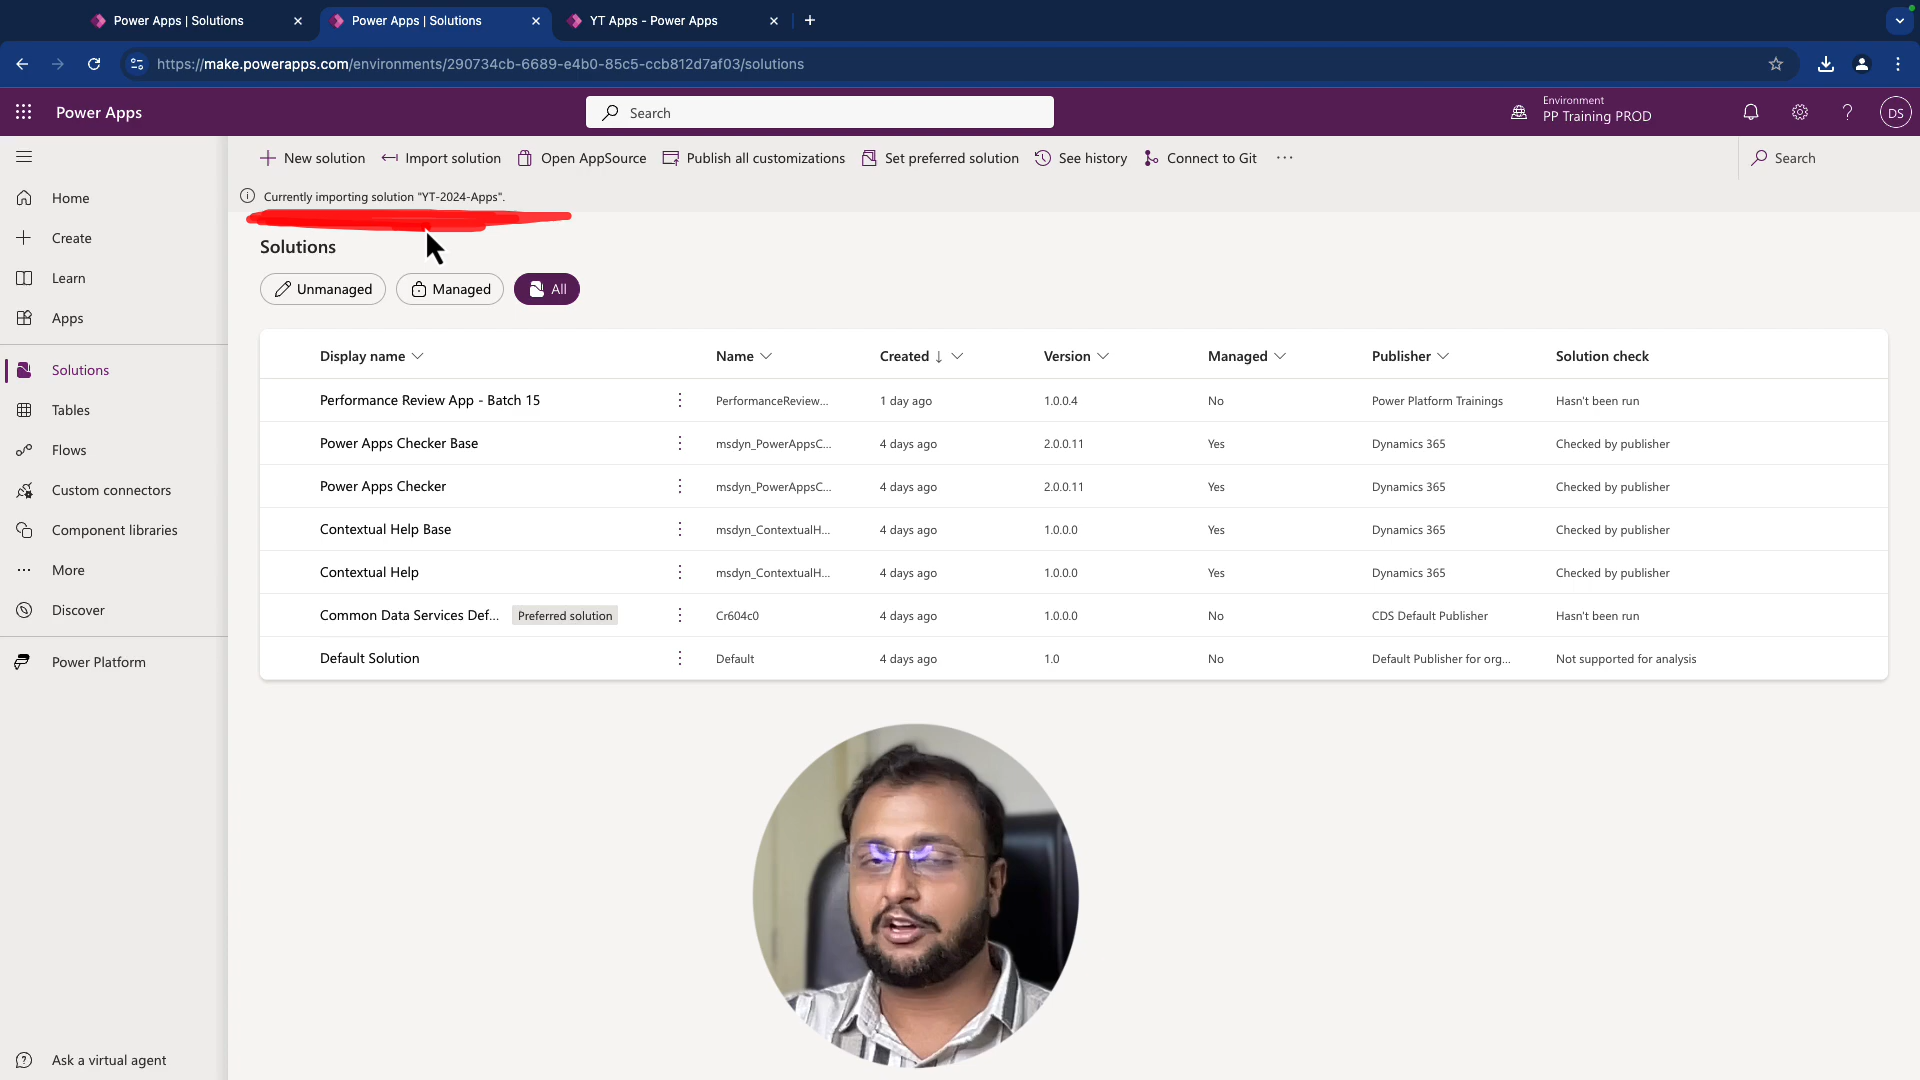 Power Apps | Solutions
Power Apps | Solutions
YT Apps - Power Apps
https://make.powerapps.com/environments/290734cb-6689-e4b0-85c5-ccb812d7af03/solutions
Power Apps
Search
Environment
PP Training PROD
DS
New solution
Import solution
Open AppSource
Publish all customizations
Set preferred solution
See history
Connect to Git
Search
Currently importing solution "YT-2024-Apps".
Home
Create
Learn
Apps
Solutions
Tables
Flows
Custom connectors
Component libraries
More
Discover
Power Platform
Ask a virtual agent
Solutions
Unmanaged
Managed
All
Display name Name Created Version Managed Publisher Solution check
Performance Review App - Batch 15 PerformanceReview... 1 day ago 1.0.0.4 No Power Platform Trainings Hasn't been run
Power Apps Checker Base msdyn_PowerAppsC... 4 days ago 2.0.0.11 Yes Dynamics 365 Checked by publisher
Power Apps Checker msdyn_PowerAppsC... 4 days ago 2.0.0.11 Yes Dynamics 365 Checked by publisher
Contextual Help Base msdyn_ContextualH... 4 days ago 1.0.0.0 Yes Dynamics 365 Checked by publisher
Contextual Help msdyn_ContextualH... 4 days ago 1.0.0.0 Yes Dynamics 365 Checked by publisher
Common Data Services Def... Preferred solution Cr604c0 4 days ago 1.0.0.0 No CDS Default Publisher Hasn't been run
Default Solution Default 4 days ago 1.0 No Default Publisher for org... Not supported for analysis